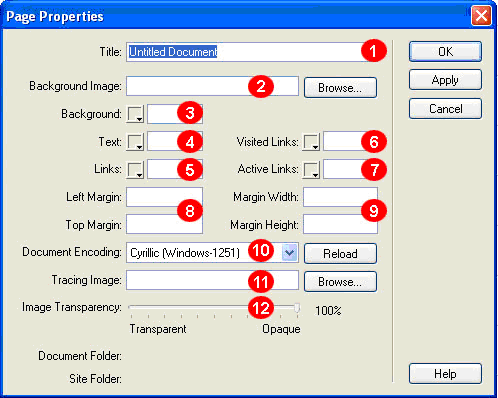 Page Properties
Title: Untitled Document 1 OK
Background Image: 2 Browse... Apply
Background: 3 Cancel
Text: 4 Visited Links: 6
Links: 5 Active Links: 7
Left Margin: Margin Width:
8 9
Top Margin: Margin Height:
Document Encoding: Cyrillic (Windows-1251) 10 Reload
Tracing Image: 11 Browse...
Image Transparency: 12 100%
Transparent Opaque
Document Folder:
Site Folder: Help